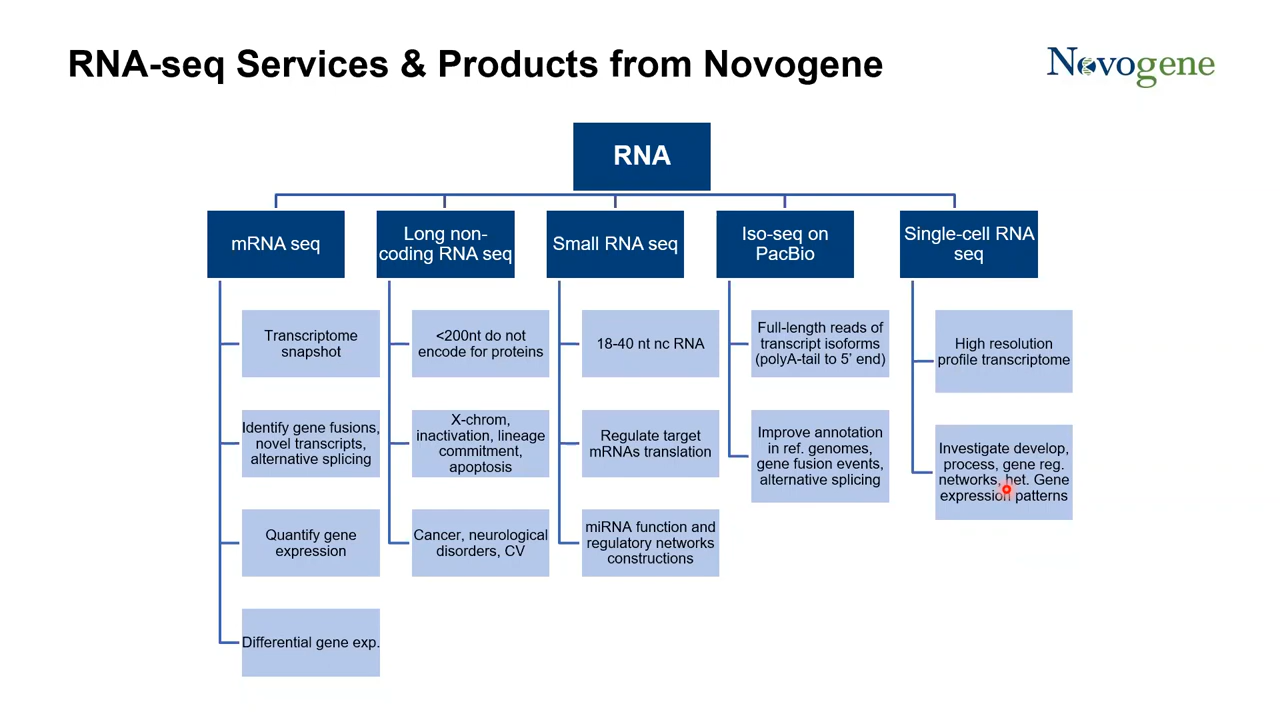 RNA-seq Services & Products from Novogene
Novogene
RNA
mRNA seq
Long non-
coding RNA seq
Small RNA seq
Iso-seq on
PacBio
Single-cell RNA
seq
Transcriptome
snapshot
Identify gene fusions,
novel transcripts,
alternative splicing
Quantify gene
expression
Differential gene exp.
<200nt do not
encode for proteins
X-chrom,
inactivation, lineage
commitment,
apoptosis
Cancer, neurological
disorders, CV
18-40 nt nc RNA
Regulate target
mRNAs translation
miRNA function and
regulatory networks
constructions
Full-length reads of
transcript isoforms
(polyA-tail to 5’ end)
Improve annotation
in ref. genomes,
gene fusion events,
alternative splicing
High resolution
profile transcriptome
Investigate develop,
process, gene reg.
networks, het. Gene
expression patterns